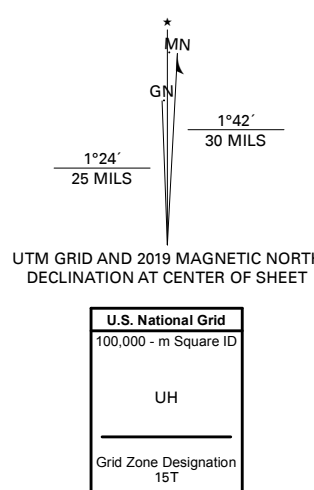 ★
MN
GN
1°42´
30 MILS
1°24´
25 MILS
UTM GRID AND 2019 MAGNETIC NORTH
DECLINATION AT CENTER OF SHEET
U.S. National Grid
100,000 - m Square ID
UH
Grid Zone Designation
15T